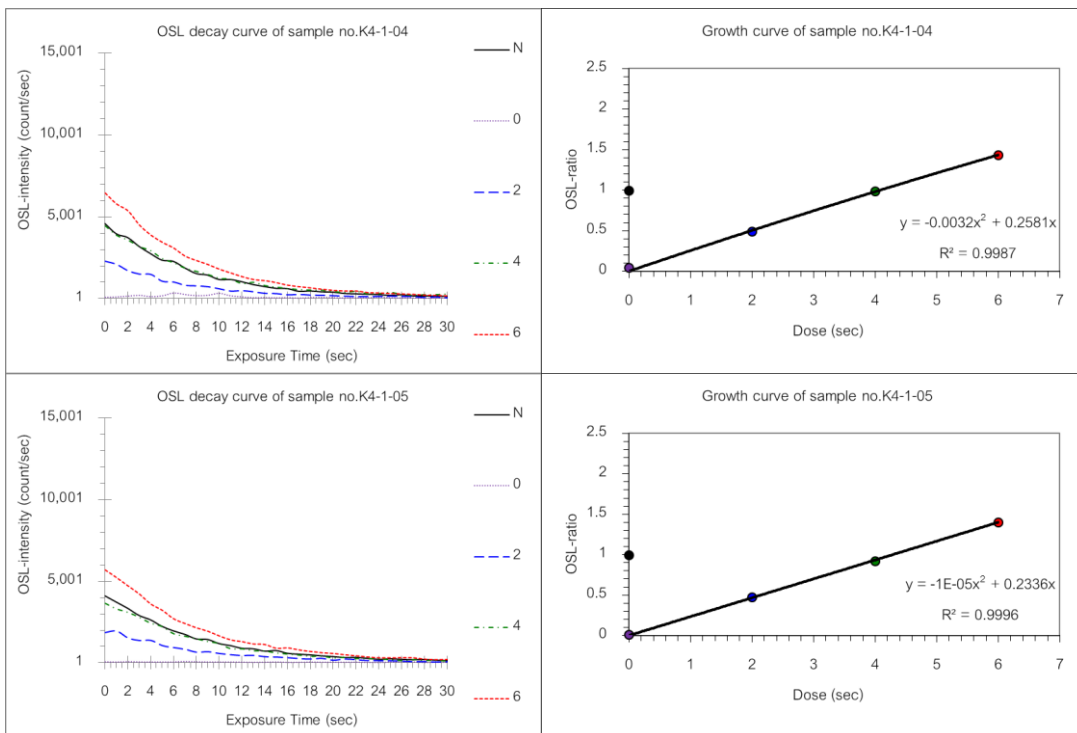 OSL decay curve of sample no.K4-1-04
OSL-intensity (count/sec)
15,001
10,001
5,001
1
0 2 4 6 8 10 12 14 16 18 20 22 24 26 28 30
Exposure Time (sec)
N
0
2
4
6
Growth curve of sample no.K4-1-04
OSL-ratio
2.5
2
1.5
1
0.5
0
0 1 2 3 4 5 6 7
Dose (sec)
y = -0.0032x² + 0.2581x
R² = 0.9987
OSL decay curve of sample no.K4-1-05
OSL-intensity (count/sec)
15,001
10,001
5,001
1
0 2 4 6 8 10 12 14 16 18 20 22 24 26 28 30
Exposure Time (sec)
N
0
2
4
6
Growth curve of sample no.K4-1-05
OSL-ratio
2.5
2
1.5
1
0.5
0
0 1 2 3 4 5 6 7
Dose (sec)
y = -1E-05x² + 0.2336x
R² = 0.9996